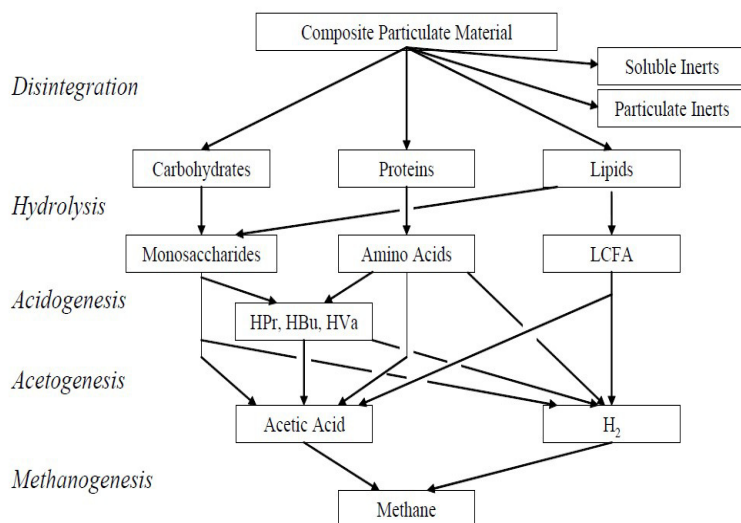 Composite Particulate Material
Soluble Inerts
Disintegration
Particulate Inerts
Carbohydrates
Proteins
Lipids
Hydrolysis
Monosaccharides
Amino Acids
LCFA
Acidogenesis
HPr, HBu, HVa
Acetogenesis
Acetic Acid
H2
Methanogenesis
Methane